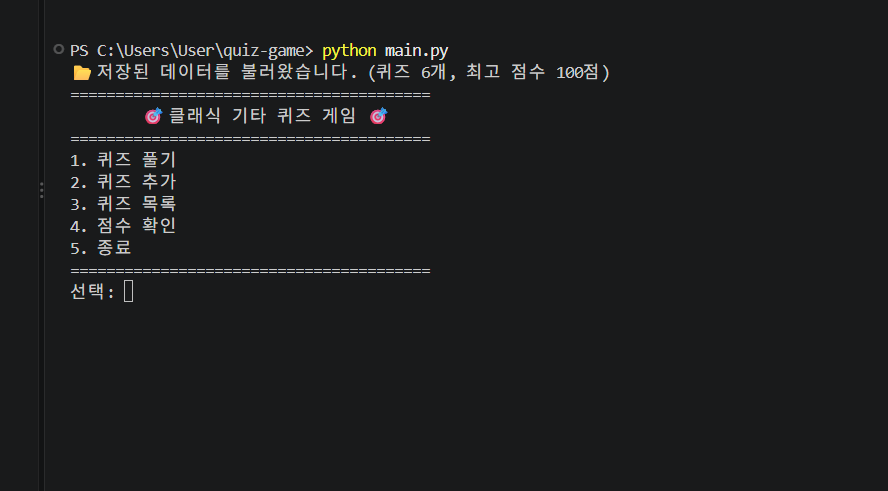 PS C:\Users\User\quiz-game> python main.py
📂 저장된 데이터를 불러왔습니다. (퀴즈 6개, 최고 점수 100점)
========================================
🎯 클래식 기타 퀴즈 게임 🎯
========================================
1. 퀴즈 풀기
2. 퀴즈 추가
3. 퀴즈 목록
4. 점수 확인
5. 종료
========================================
선택: